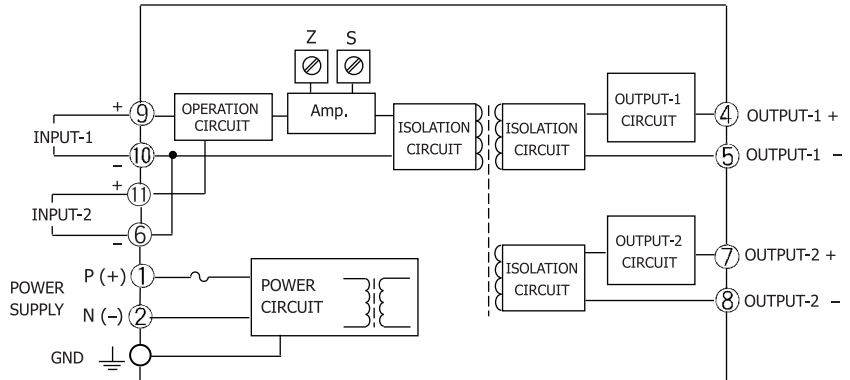 Z S
+ 9 OPERATION CIRCUIT Amp. ISOLATION CIRCUIT ISOLATION CIRCUIT OUTPUT-1 CIRCUIT 4 OUTPUT-1 +
INPUT-1
− 10 5 OUTPUT-1 −
+ 11
INPUT-2
− 6 OUTPUT-2 CIRCUIT 7 OUTPUT-2 +
P (+) 1 POWER CIRCUIT ISOLATION CIRCUIT
POWER SUPPLY
N (−) 2 8 OUTPUT-2 −
GND